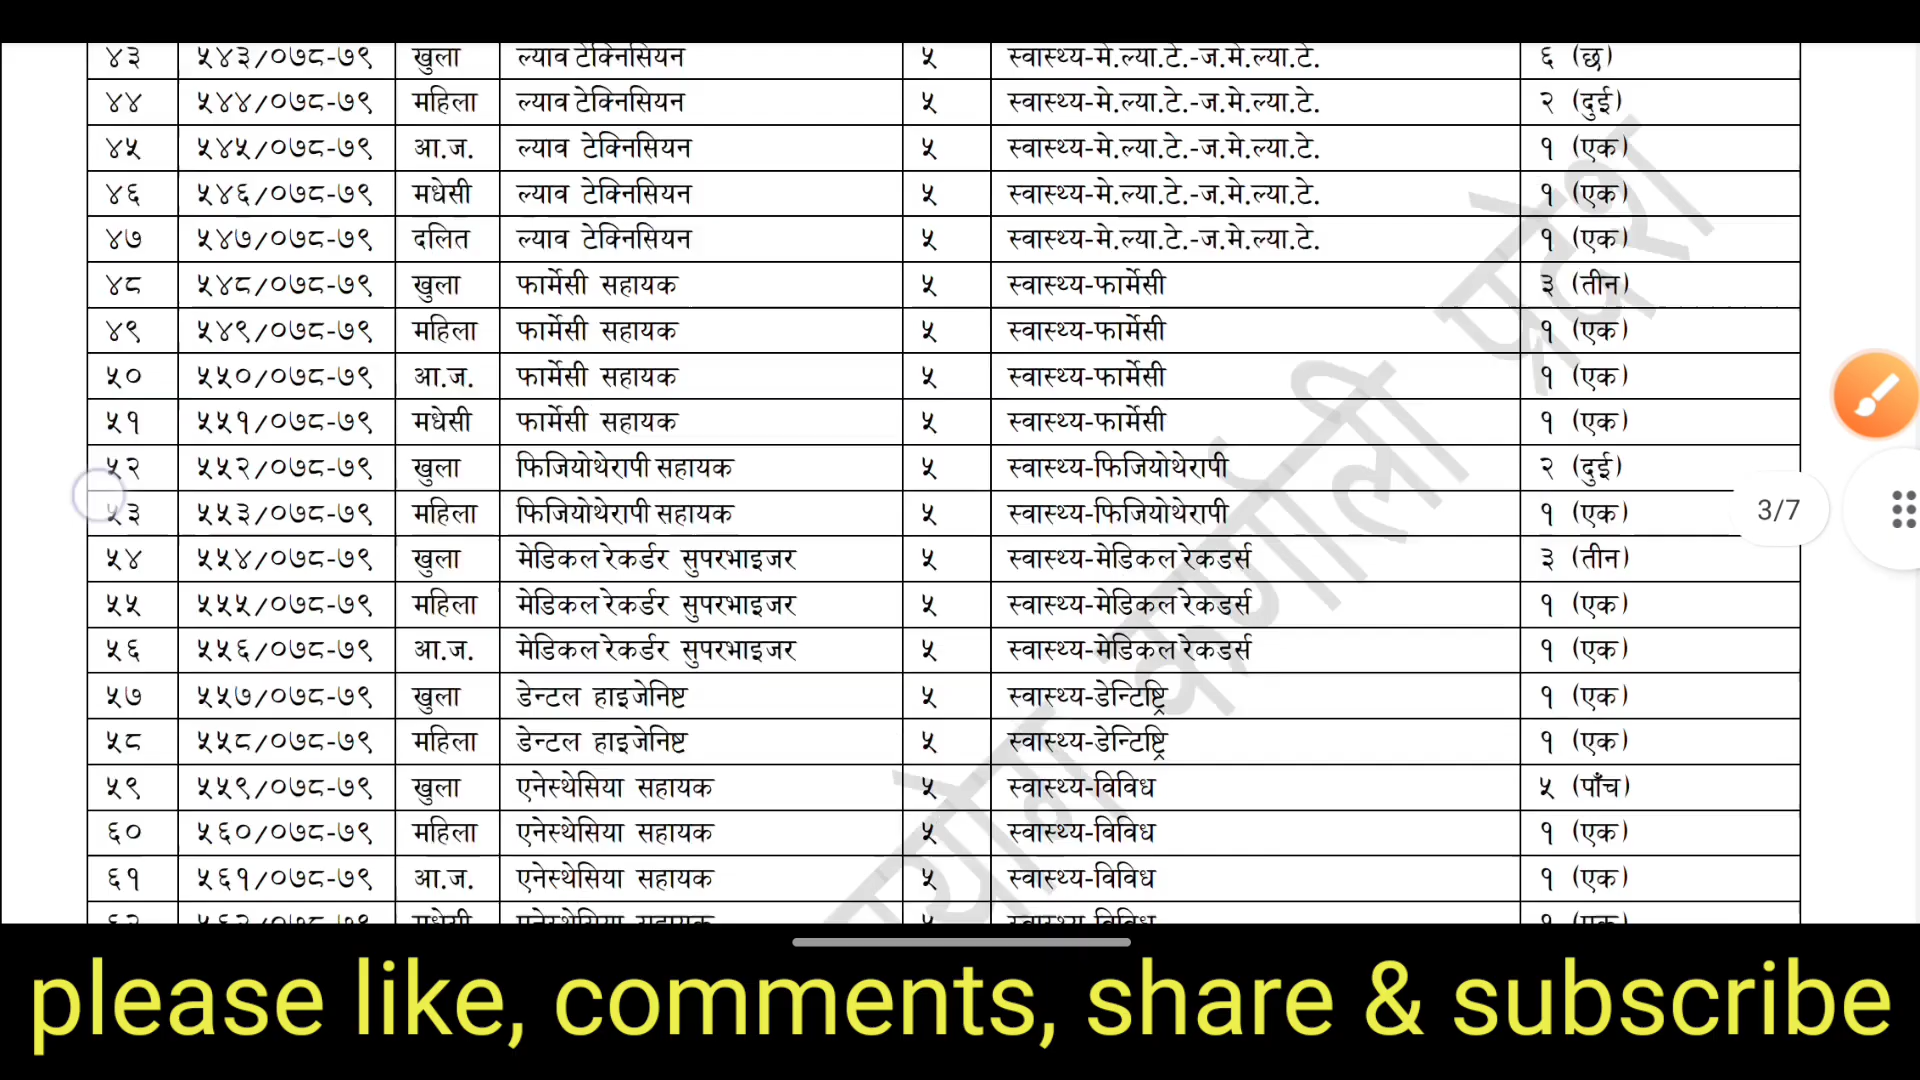 ४३ ५४३/०७८-७९ खुला ल्याव टेक्निसियन ५ स्वास्थ्य-मे.ल्या.टे.-ज.मे.ल्या.टे. ६ (छ)
४४ ५४४/०७८-७९ महिला ल्याव टेक्निसियन ५ स्वास्थ्य-मे.ल्या.टे.-ज.मे.ल्या.टे. २ (दुई)
४५ ५४५/०७८-७९ आ.ज. ल्याव टेक्निसियन ५ स्वास्थ्य-मे.ल्या.टे.-ज.मे.ल्या.टे. १ (एक)
४६ ५४६/०७८-७९ मधेसी ल्याव टेक्निसियन ५ स्वास्थ्य-मे.ल्या.टे.-ज.मे.ल्या.टे. १ (एक)
४७ ५४७/०७८-७९ दलित ल्याव टेक्निसियन ५ स्वास्थ्य-मे.ल्या.टे.-ज.मे.ल्या.टे. १ (एक)
४८ ५४८/०७८-७९ खुला फार्मेसी सहायक ५ स्वास्थ्य-फार्मेसी ३ (तीन)
४९ ५४९/०७८-७९ महिला फार्मेसी सहायक ५ स्वास्थ्य-फार्मेसी १ (एक)
५० ५५०/०७८-७९ आ.ज. फार्मेसी सहायक ५ स्वास्थ्य-फार्मेसी १ (एक)
५१ ५५१/०७८-७९ मधेसी फार्मेसी सहायक ५ स्वास्थ्य-फार्मेसी १ (एक)
५२ ५५२/०७८-७९ खुला फिजियोथेरापी सहायक ५ स्वास्थ्य-फिजियोथेरापी २ (दुई)
५३ ५५३/०७८-७९ महिला फिजियोथेरापी सहायक ५ स्वास्थ्य-फिजियोथेरापी १ (एक)
3/7
५४ ५५४/०७८-७९ खुला मेडिकल रेकर्डर सुपरभाइजर ५ स्वास्थ्य-मेडिकल रेकडर्स ३ (तीन)
५५ ५५५/०७८-७९ महिला मेडिकल रेकर्डर सुपरभाइजर ५ स्वास्थ्य-मेडिकल रेकडर्स १ (एक)
५६ ५५६/०७८-७९ आ.ज. मेडिकल रेकर्डर सुपरभाइजर ५ स्वास्थ्य-मेडिकल रेकडर्स १ (एक)
५७ ५५७/०७८-७९ खुला डेन्टल हाइजेनिष्ट ५ स्वास्थ्य-डेन्टिष्ट्रि १ (एक)
५८ ५५८/०७८-७९ महिला डेन्टल हाइजेनिष्ट ५ स्वास्थ्य-डेन्टिष्ट्रि १ (एक)
५९ ५५९/०७८-७९ खुला एनेस्थेसिया सहायक ५ स्वास्थ्य-विविध ५ (पाँच)
६० ५६०/०७८-७९ महिला एनेस्थेसिया सहायक ५ स्वास्थ्य-विविध १ (एक)
६१ ५६१/०७८-७९ आ.ज. एनेस्थेसिया सहायक ५ स्वास्थ्य-विविध १ (एक)
कर्णाली प्रदेश
please like, comments, share & subscribe